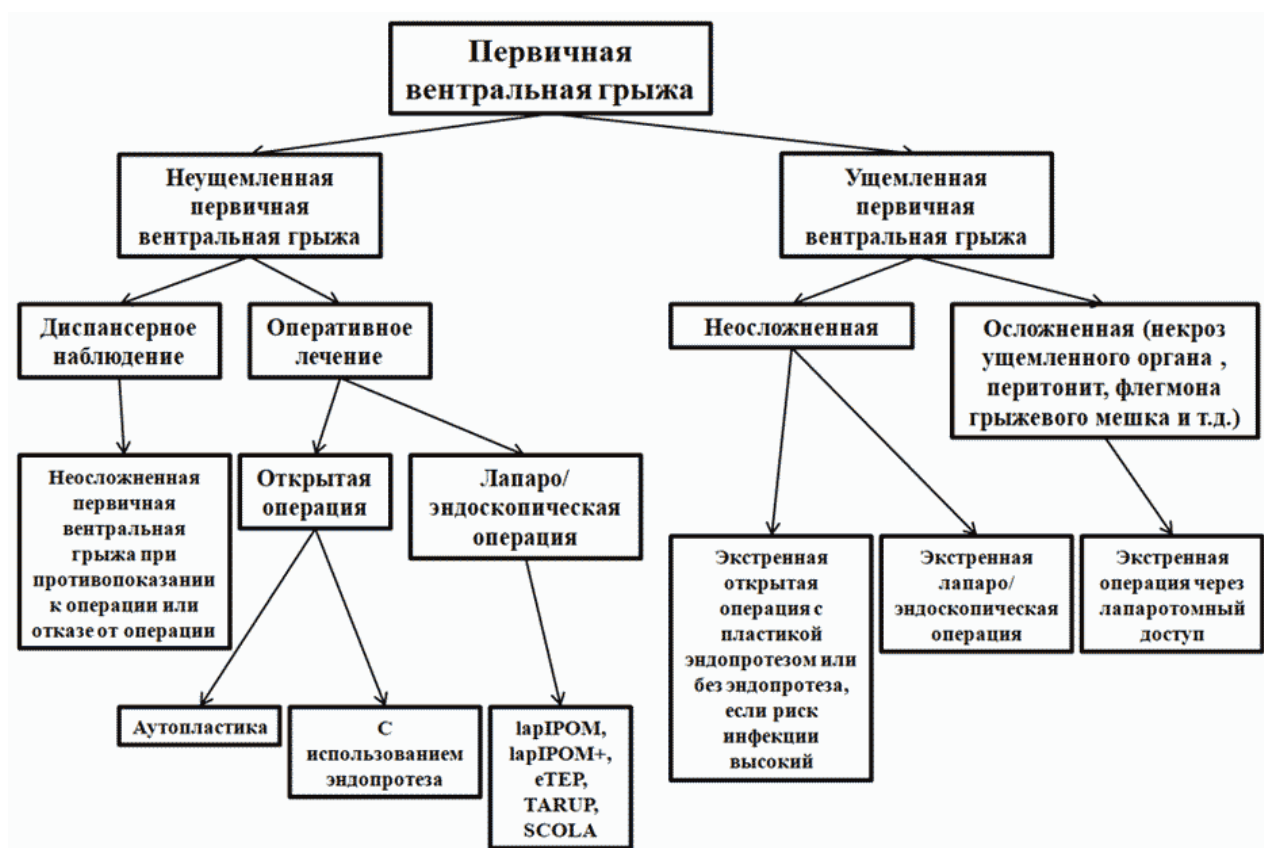 Первичная
вентральная грыжа
Неущемленная
первичная
вентральная грыжа
Ущемленная
первичная
вентральная грыжа
Диспансерное
наблюдение
Оперативное
лечение
Неосложненная
Осложненная (некроз
ущемленного органа ,
перитонит, флегмона
грыжевого мешка и т.д.)
Неосложненная
первичная
вентральная
грыжа при
противопоказании
к операции или
отказе от операции
Открытая
операция
Лапаро/
эндоскопическая
операция
Экстренная
открытая
операция с
пластикой
эндопротезом или
без эндопротеза,
если риск
инфекции
высокий
Экстренная
лапаро/
эндоскопическая
операция
Экстренная
операция через
лапаротомный
доступ
Аутопластика
С
использованием
эндопротеза
lapIPOM,
lapIPOM+,
eTEP,
TARUP,
SCOLA